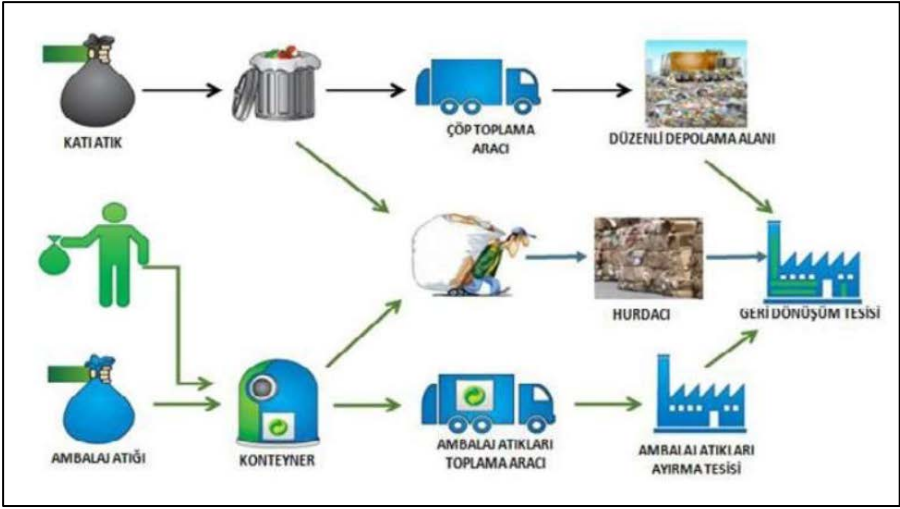 KATI ATIK
ÇÖP TOPLAMA
ARACI
DÜZENLİ DEPOLAMA ALANI
HURDACI
GERİ DÖNÜŞÜM TESİSİ
AMBALAJ ATIĞI
KONTEYNER
AMBALAJ ATIKLARI
TOPLAMA ARACI
AMBALAJ ATIKLARI
AYIRMA TESİSİ